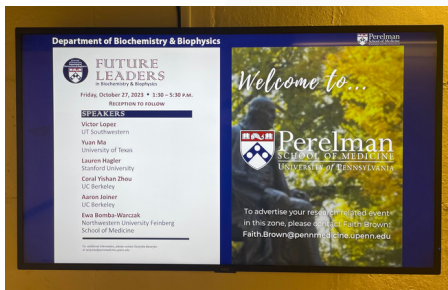 Department of Biochemistry & Biophysics
Perelman
School of Medicine
FUTURE
LEADERS
in Biochemistry & Biophysics
Friday, October 27, 2023 • 1:30 – 5:30 P.M.
RECEPTION TO FOLLOW
SPEAKERS
Victor Lopez
UT Southwestern
Yuan Ma
University of Texas
Lauren Hagler
Stanford University
Coral Yishan Zhou
UC Berkeley
Aaron Joiner
UC Berkeley
Ewa Bomba-Warczak
Northwestern University Feinberg
School of Medicine
Welcome to...
Perelman
SCHOOL OF MEDICINE
UNIVERSITY of PENNSYLVANIA
To advertise your research related event
in this zone, please contact Faith Brown!
Faith.Brown@pennmedicine.upenn.edu